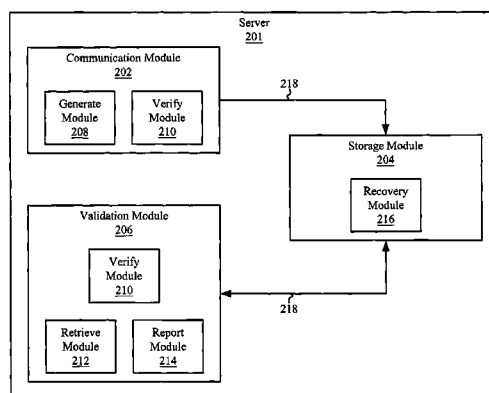 Server
201
Communication Module
202
Generate
Module
208
Verify
Module
210
218
Storage Module
204
Recovery
Module
216
Validation Module
206
Verify
Module
210
Retrieve
Module
212
Report
Module
214
218